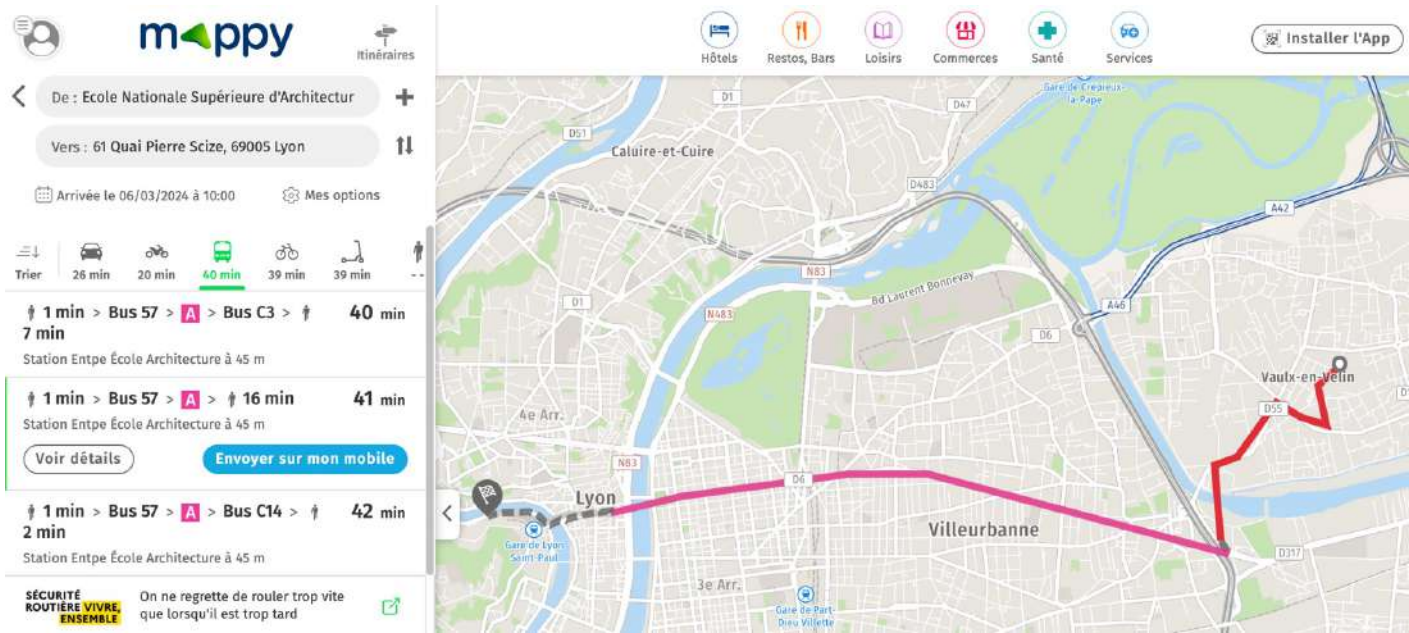 mappy
Itinéraires
De : Ecole Nationale Supérieure d'Architectur
Vers : 61 Quai Pierre Scize, 69005 Lyon
Arrivée le 06/03/2024 à 10:00
Mes options
Trier
26 min
20 min
40 min
39 min
39 min
--
1 min > Bus 57 > A > Bus C3 >
40 min
7 min
Station Entpe École Architecture à 45 m
1 min > Bus 57 > A > 16 min
41 min
Station Entpe École Architecture à 45 m
Voir détails
Envoyer sur mon mobile
1 min > Bus 57 > A > Bus C14 >
42 min
2 min
Station Entpe École Architecture à 45 m
SÉCURITÉ
ROUTIÈRE VIVRE,
ENSEMBLE
On ne regrette de rouler trop vite
que lorsqu'il est trop tard
Hôtels
Restos, Bars
Loisirs
Commerces
Santé
Services
Installer l'App
Gare de Crépieux-
la-Pape
D1
D47
D51
Caluire-et-Cuire
D483
A42
N83
Bd Laurent Bonnevay
D1
N483
A46
D6
Vaulx-en-Velin
D55
4e Arr.
N83
D6
Lyon
Villeurbanne
Gare de Lyon
Saint-Paul
D317
3e Arr.
Gare de Part-
Dieu Villette